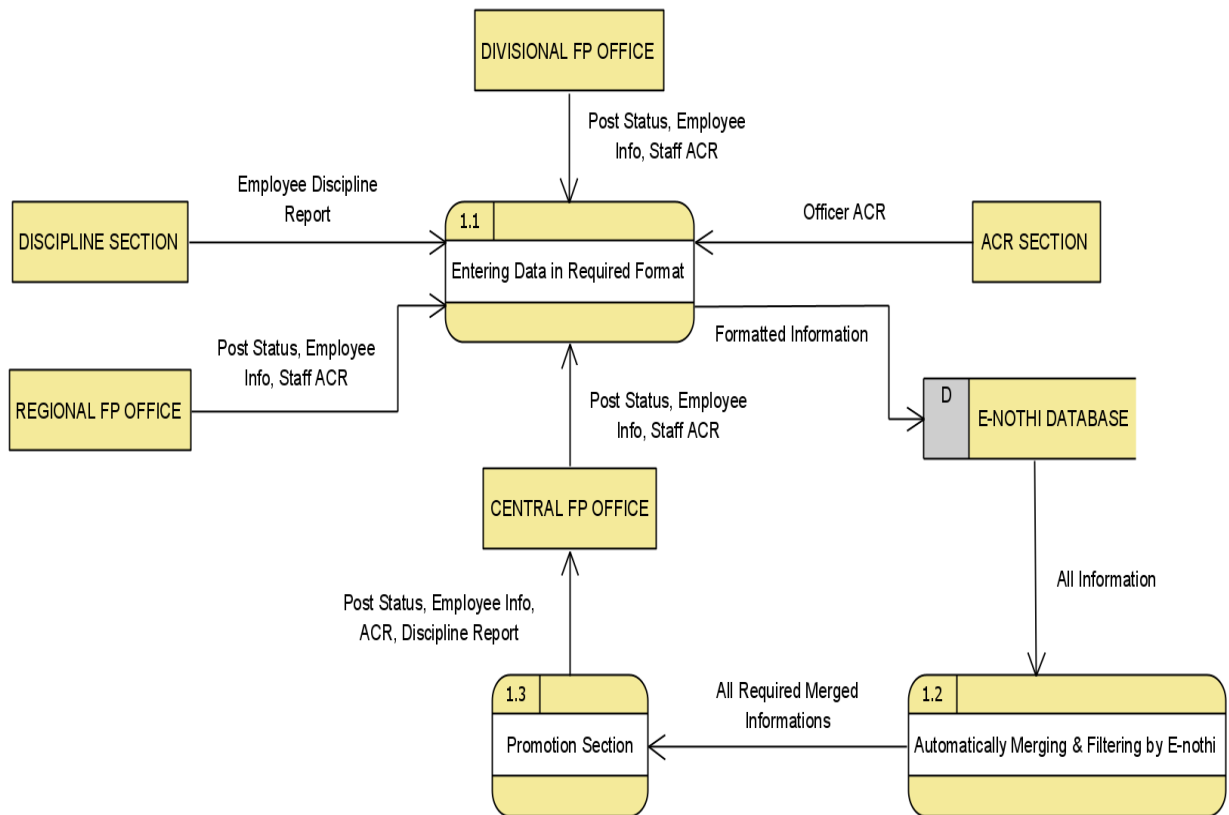 DIVISIONAL FP OFFICE
Post Status, Employee
Info, Staff ACR
Employee Discipline
Report
Officer ACR
DISCIPLINE SECTION
1.1
Entering Data in Required Format
ACR SECTION
Formatted Information
Post Status, Employee
Info, Staff ACR
REGIONAL FP OFFICE
Post Status, Employee
Info, Staff ACR
D
E-NOTHI DATABASE
CENTRAL FP OFFICE
All Information
Post Status, Employee Info,
ACR, Discipline Report
1.3
Promotion Section
All Required Merged
Informations
1.2
Automatically Merging & Filtering by E-nothi